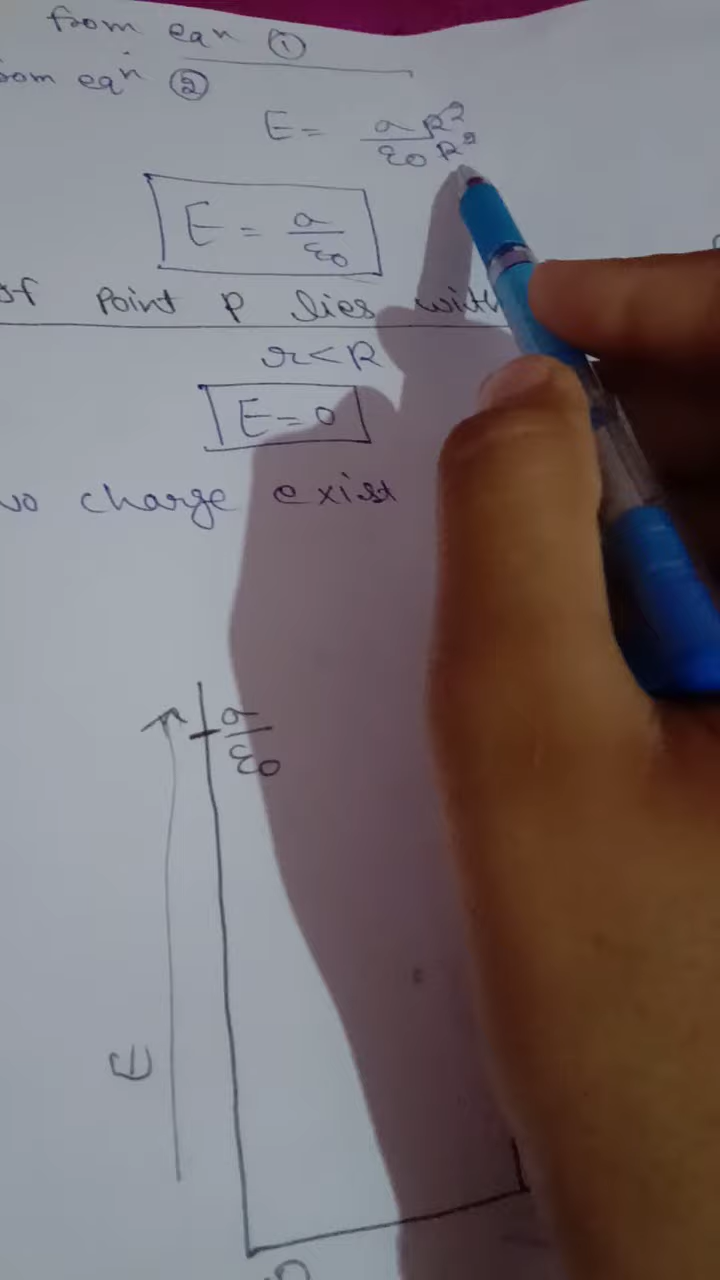 from eqn ①
from eqn ②
E = σR²/ε₀R²
E = σ/ε₀
If Point P lies with
r<R
E=0
No charge exist
σ/ε₀
E